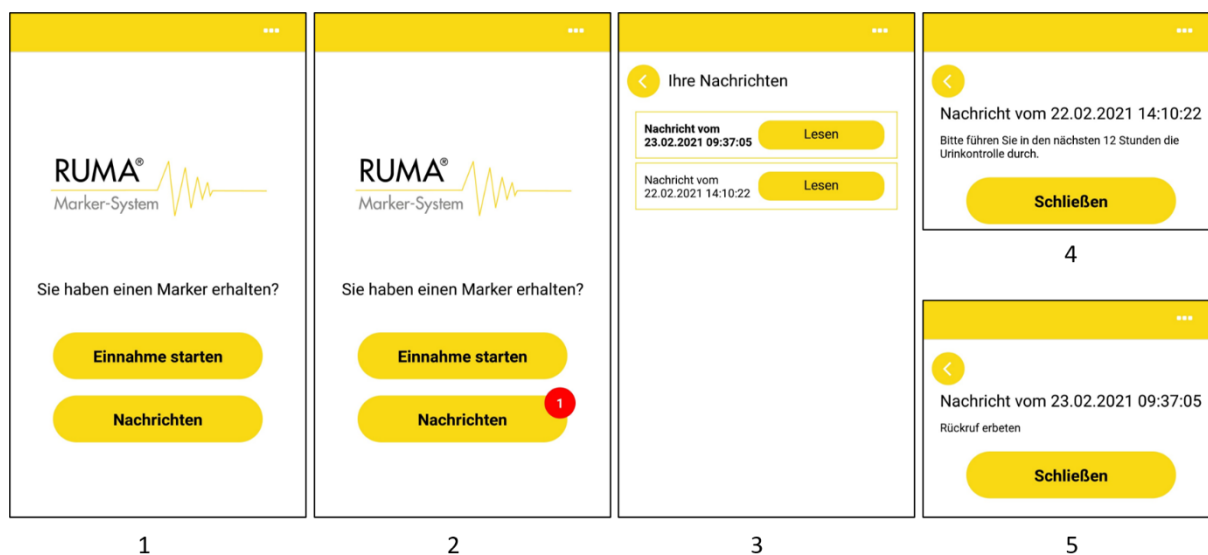 RUMA®
Marker-System
Sie haben einen Marker erhalten?
Einnahme starten
Nachrichten
1
RUMA®
Marker-System
Sie haben einen Marker erhalten?
Einnahme starten
1
Nachrichten
2
Ihre Nachrichten
Nachricht vom
23.02.2021 09:37:05
Lesen
Nachricht vom
22.02.2021 14:10:22
Lesen
3
Nachricht vom 22.02.2021 14:10:22
Bitte führen Sie in den nächsten 12 Stunden die
Urinkontrolle durch.
Schließen
4
Nachricht vom 23.02.2021 09:37:05
Rückruf erbeten
Schließen
5